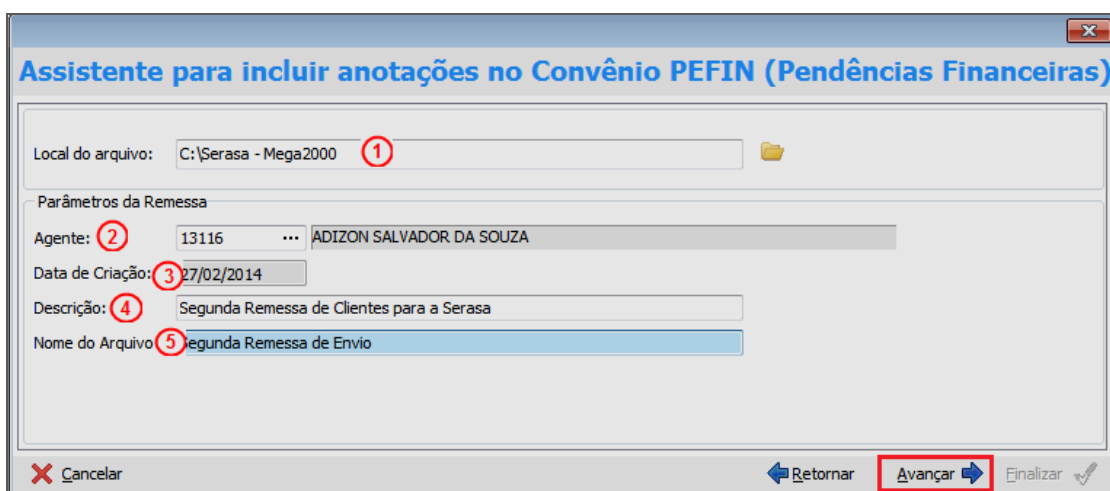 Assistente para incluir anotações no Convênio PEFIN (Pendências Financeiras)
Local do arquivo: C:\Serasa - Mega2000 1
Parâmetros da Remessa
Agente: 2 13116 ... ADIZON SALVADOR DA SOUZA
Data de Criação: 3 27/02/2014
Descrição: 4 Segunda Remessa de Clientes para a Serasa
Nome do Arquivo 5 Segunda Remessa de Envio
Cancelar Retornar Avançar Finalizar